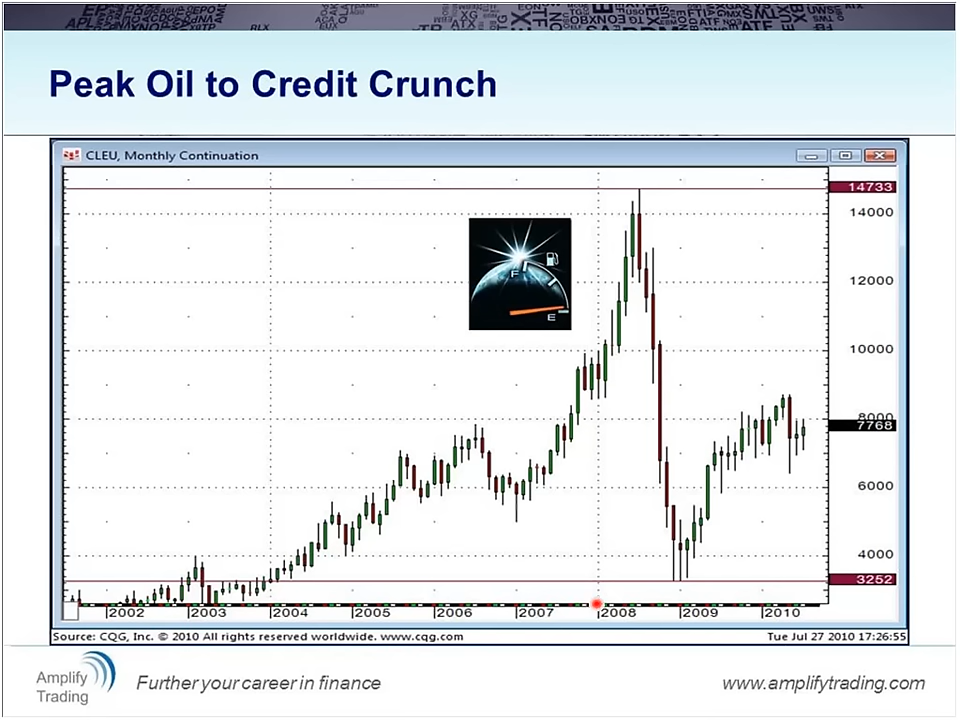 Peak Oil to Credit Crunch
CLEU, Monthly Continuation
14733
14000
12000
10000
8000
7768
6000
4000
3252
F
E
2002 2003 2004 2005 2006 2007 2008 2009 2010
Source: CQG, Inc. © 2010 All rights reserved worldwide. www.cqg.com
Tue Jul 27 2010 17:26:55
Amplify
Trading
Further your career in finance
www.amplifytrading.com